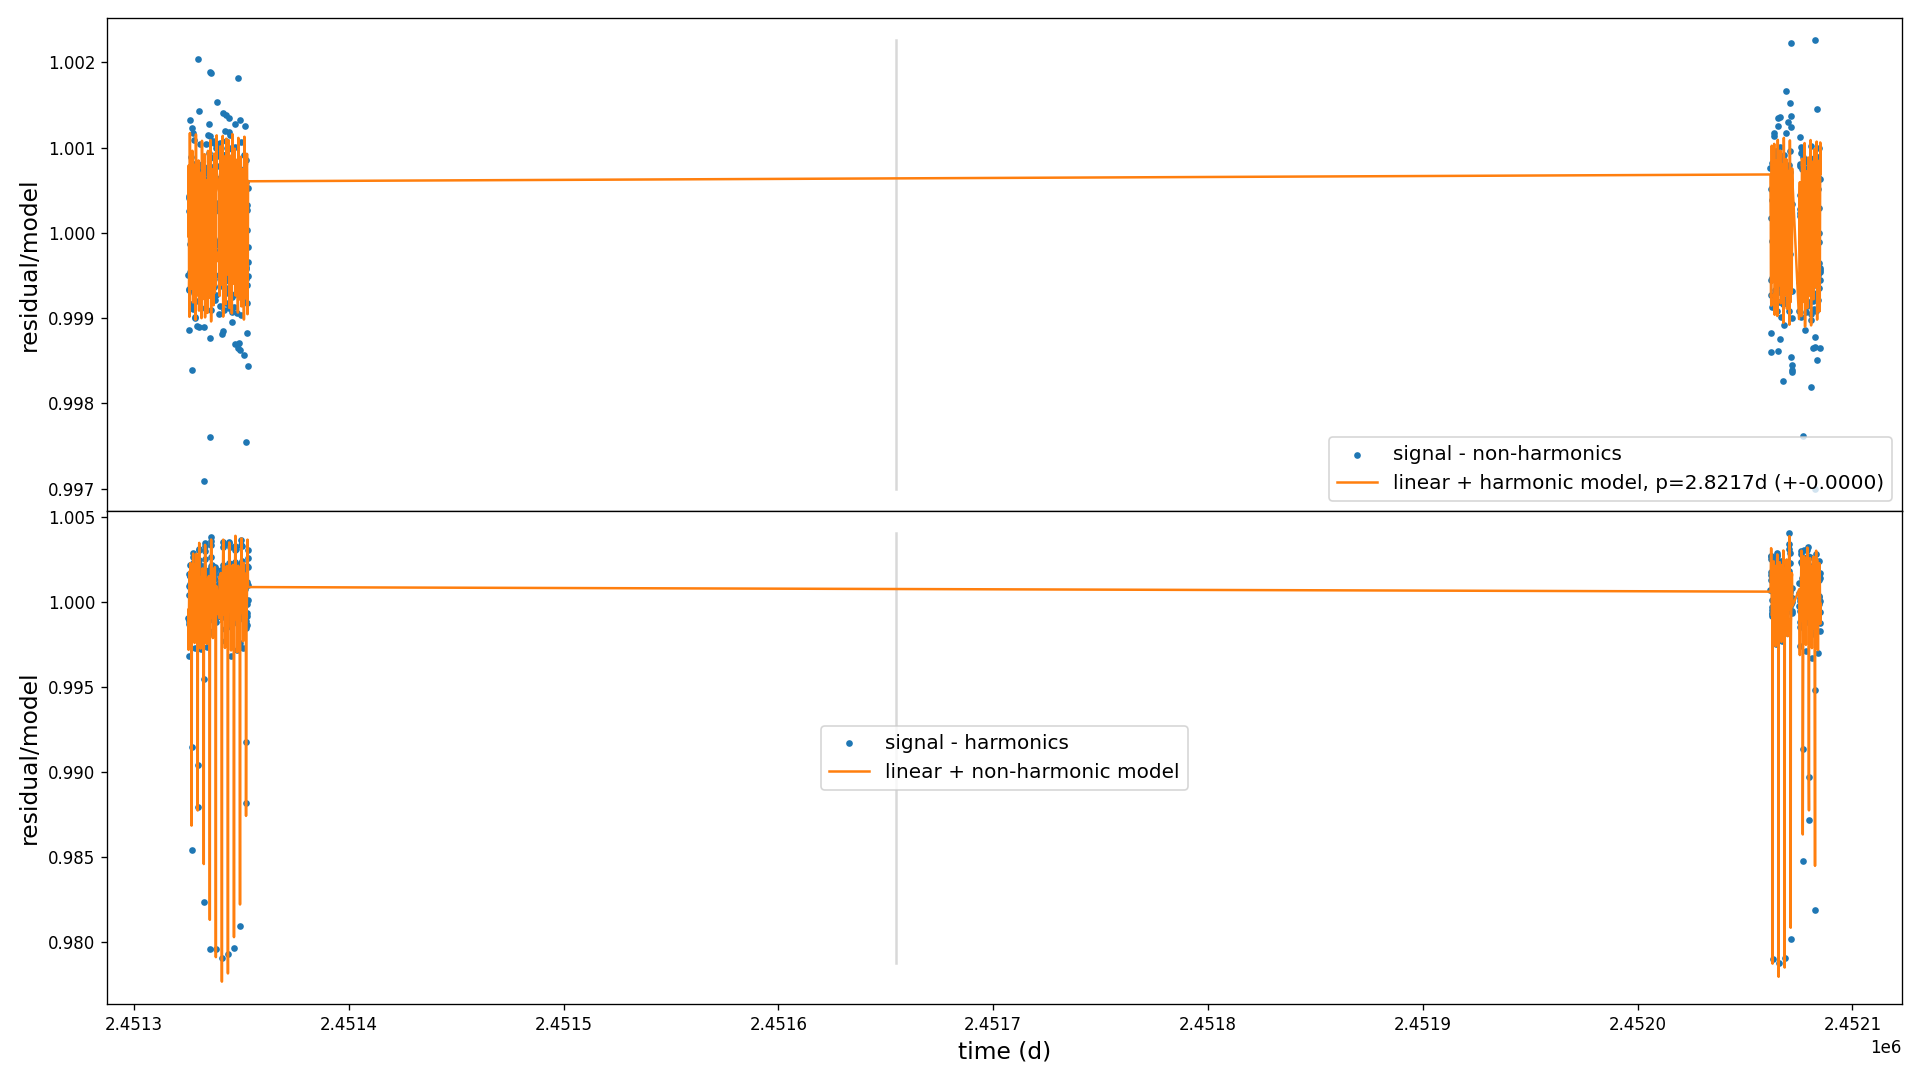 1.002
1.001
1.000
0.999
0.998
0.997
residual/model
signal - non-harmonics
linear + harmonic model, p=2.8217d (+-0.0000)
1.005
1.000
0.995
0.990
0.985
0.980
residual/model
signal - harmonics
linear + non-harmonic model
2.4513
2.4514
2.4515
2.4516
2.4517
2.4518
2.4519
2.4520
2.4521
1e6
time (d)